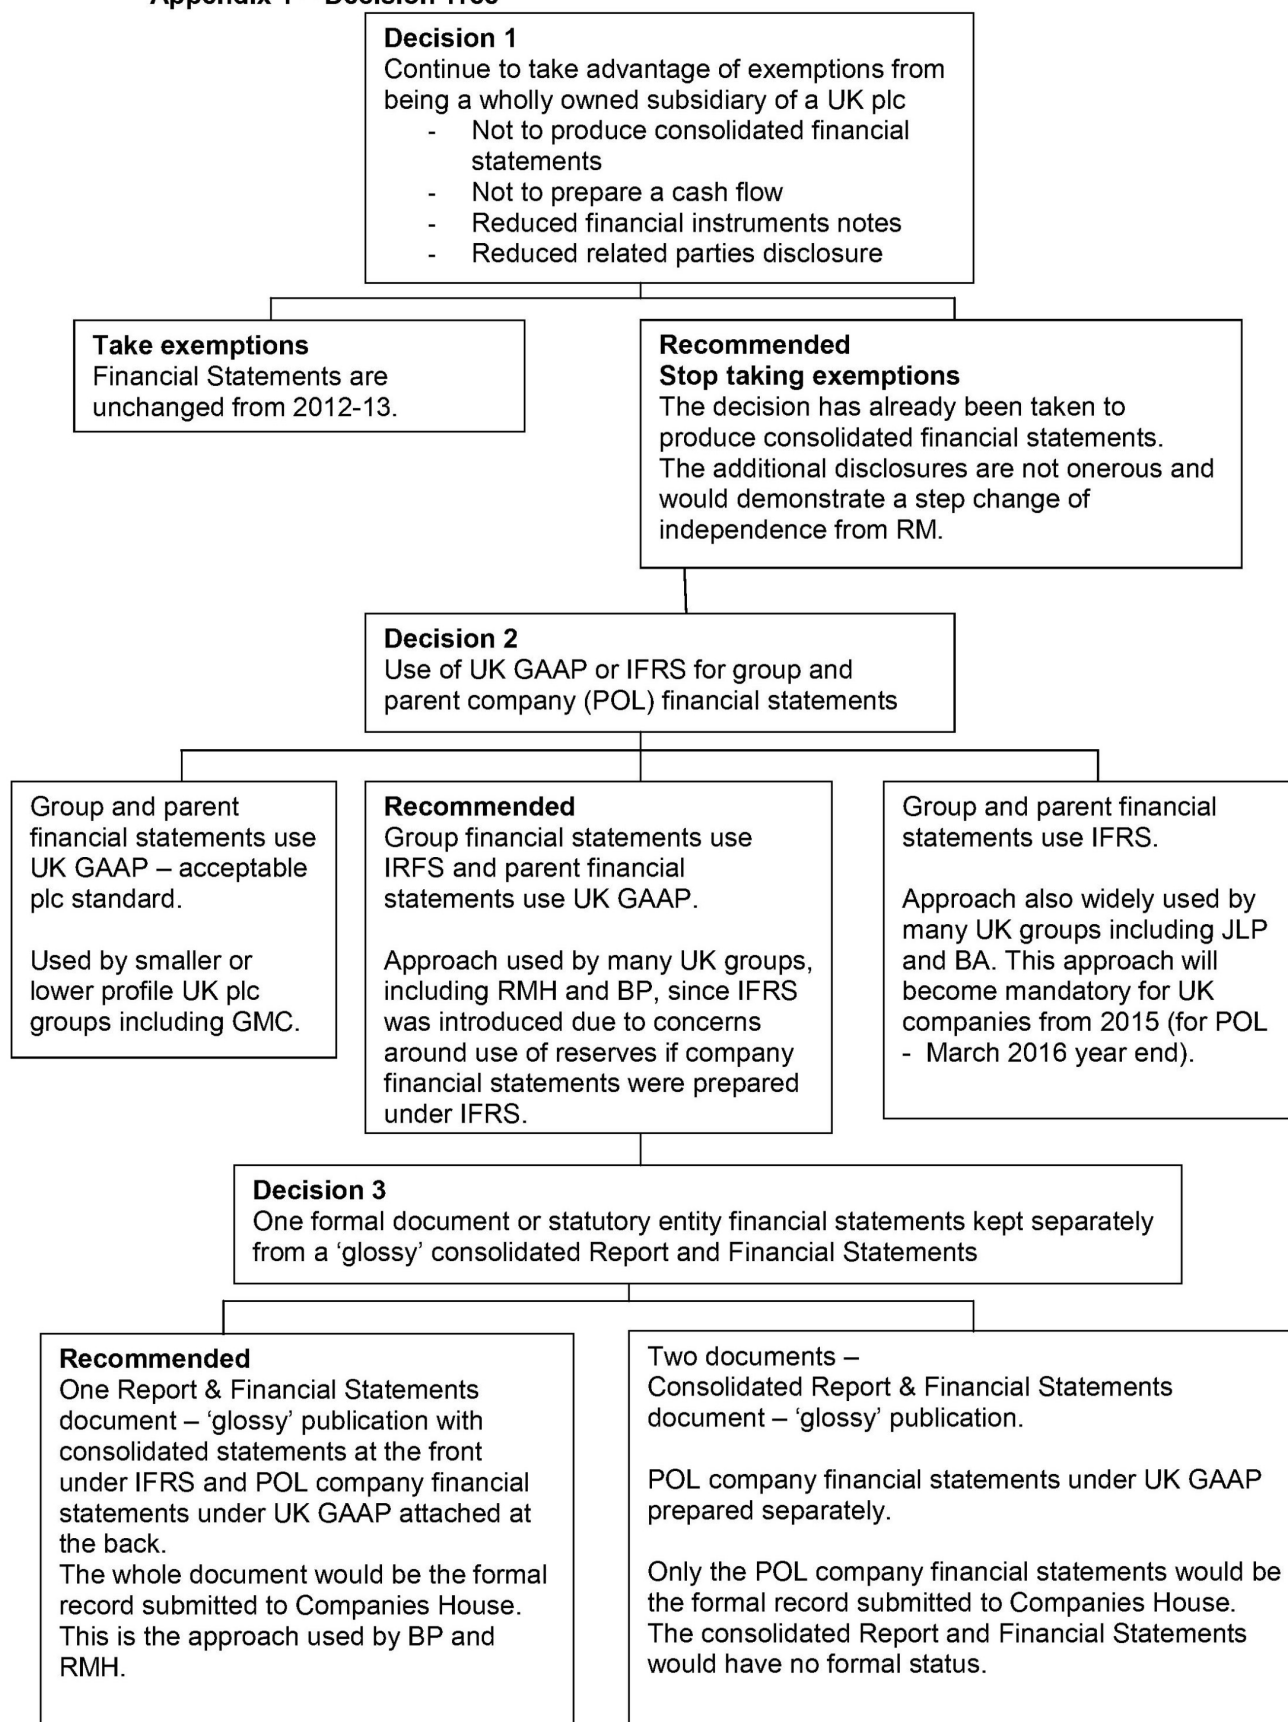 Appendix 1 – Decision Tree
Decision 1
Continue to take advantage of exemptions from
being a wholly owned subsidiary of a UK plc
- Not to produce consolidated financial
statements
- Not to prepare a cash flow
- Reduced financial instruments notes
- Reduced related parties disclosure
Take exemptions
Financial Statements are
unchanged from 2012-13.
Recommended
Stop taking exemptions
The decision has already been taken to
produce consolidated financial statements.
The additional disclosures are not onerous and
would demonstrate a step change of
independence from RM.
Decision 2
Use of UK GAAP or IFRS for group and
parent company (POL) financial statements
Group and parent
financial statements use
UK GAAP – acceptable
plc standard.
Used by smaller or
lower profile UK plc
groups including GMC.
Recommended
Group financial statements use
IRFS and parent financial
statements use UK GAAP.
Approach used by many UK groups,
including RMH and BP, since IFRS
was introduced due to concerns
around use of reserves if company
financial statements were prepared
under IFRS.
Group and parent financial
statements use IFRS.
Approach also widely used by
many UK groups including JLP
and BA. This approach will
become mandatory for UK
companies from 2015 (for POL
- March 2016 year end).
Decision 3
One formal document or statutory entity financial statements kept separately
from a ‘glossy’ consolidated Report and Financial Statements
Recommended
One Report & Financial Statements
document – ‘glossy’ publication with
consolidated statements at the front
under IFRS and POL company financial
statements under UK GAAP attached at
the back.
The whole document would be the formal
record submitted to Companies House.
This is the approach used by BP and
RMH.
Two documents –
Consolidated Report & Financial Statements
document – ‘glossy’ publication.
POL company financial statements under UK GAAP
prepared separately.
Only the POL company financial statements would be
the formal record submitted to Companies House.
The consolidated Report and Financial Statements
would have no formal status.